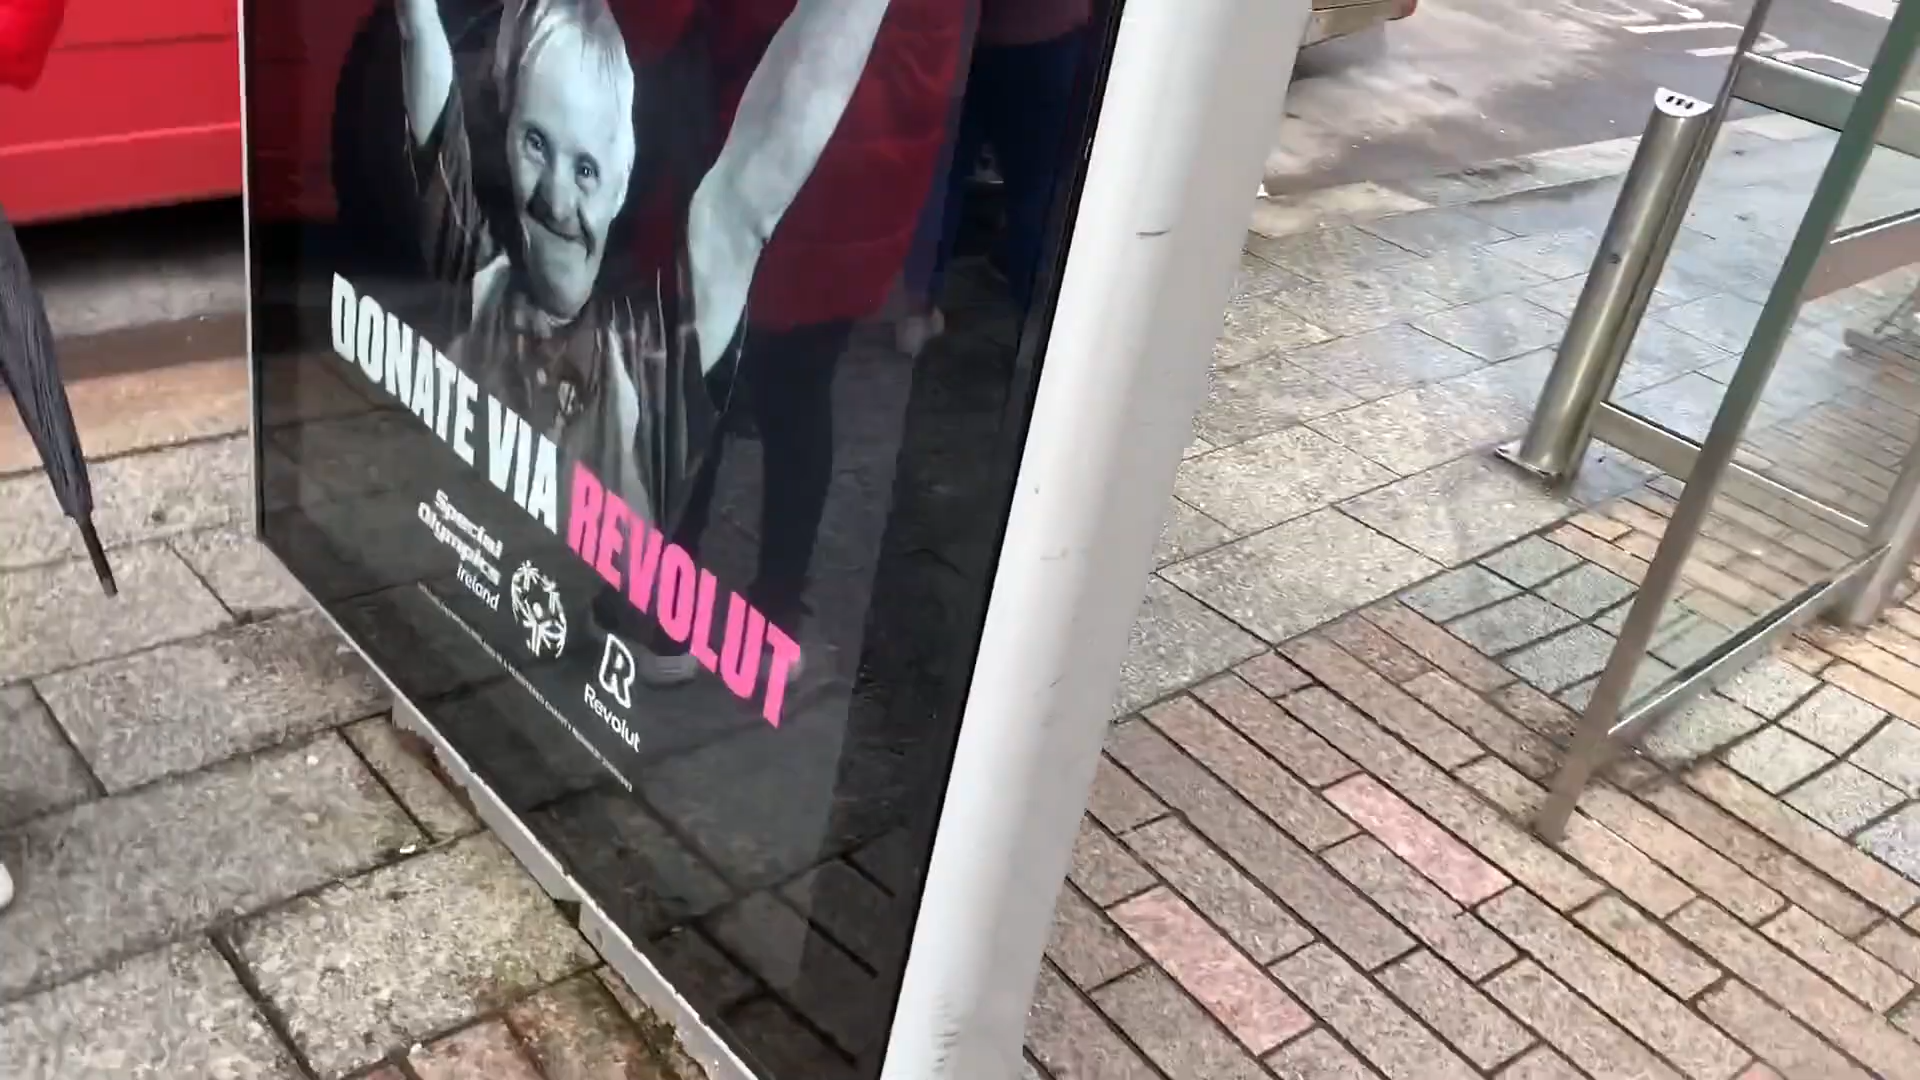 DONATE VIA REVOLUT
Special
Olympics
Ireland
R
Revolut